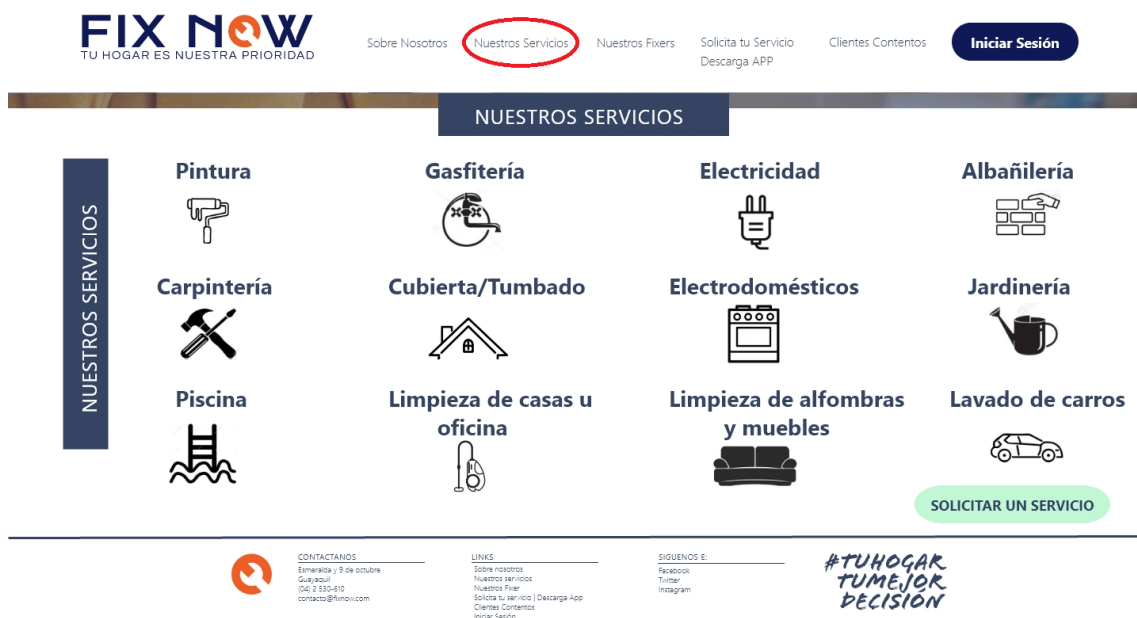 FIX NOW
TU HOGAR ES NUESTRA PRIORIDAD
Sobre Nosotros
Nuestros Servicios
Nuestros Fixers
Solicita tu Servicio
Descarga APP
Clientes Contentos
Iniciar Sesión
NUESTROS SERVICIOS
NUESTROS SERVICIOS
Pintura
Gasfitería
Electricidad
Albañilería
Carpintería
Cubierta/Tumbado
Electrodomésticos
Jardinería
Piscina
Limpieza de casas u
oficina
Limpieza de alfombras
y muebles
Lavado de carros
SOLICITAR UN SERVICIO
CONTACTANOS
Esmeralda y 9 de octubre
Guayaquil
(04) 2 530-610
contacto@fixnow.com
LINKS
Sobre nosotros
Nuestros servicios
Nuestros Fixer
Solicita tu servicio | Descarga App
Clientes Contentos
Iniciar Sesión
SIGUENOS E:
Facebook
Twitter
Instagram
#TUHOGAR
TUMEJOR
DECISIÓN